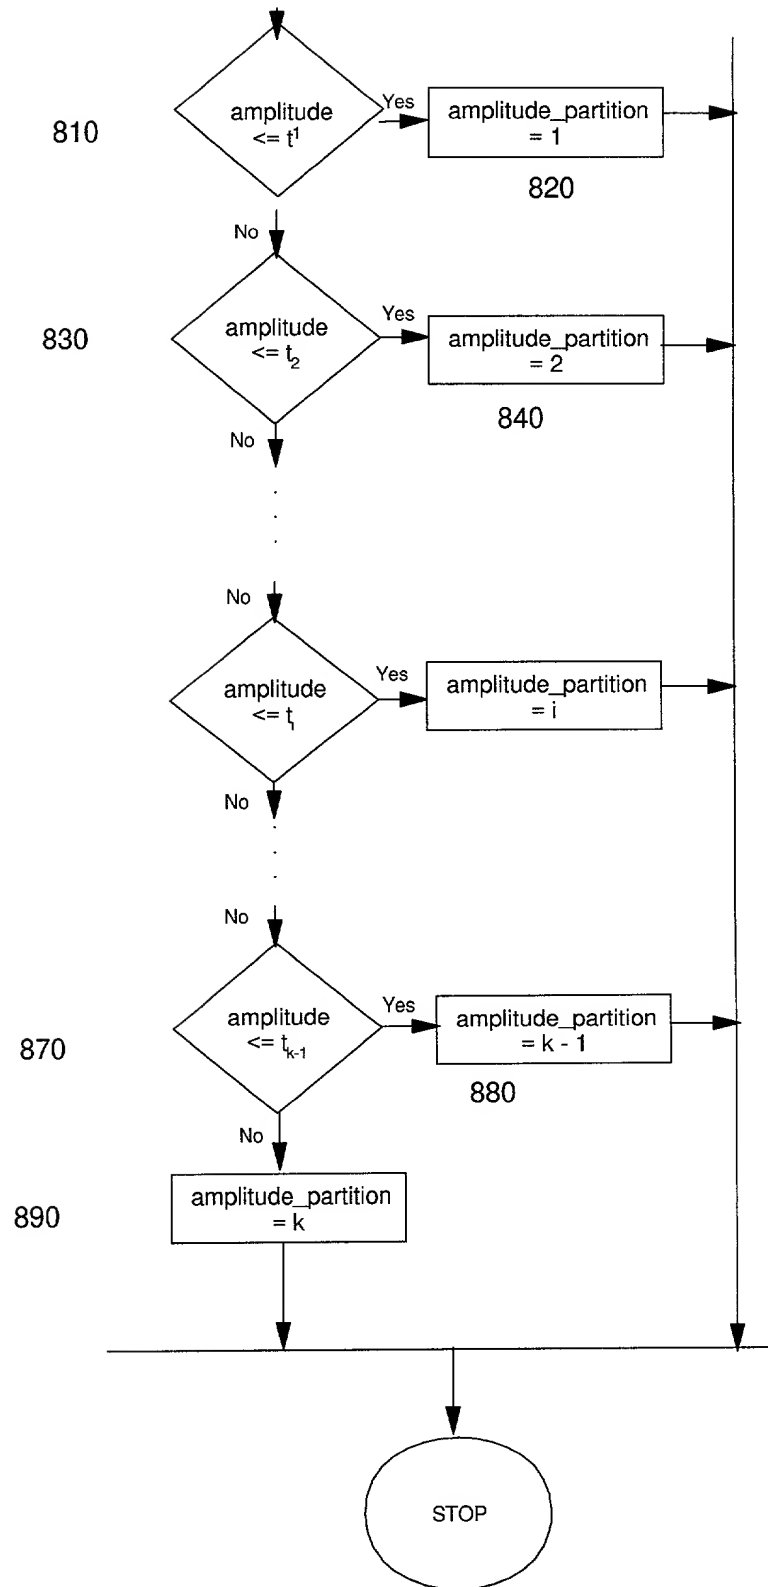 810
amplitude
<= t¹
Yes
amplitude_partition
= 1
820
No
830
amplitude
<= t₂
Yes
amplitude_partition
= 2
840
No
No
amplitude
<= tᵢ
Yes
amplitude_partition
= i
No
No
870
amplitude
<= tₖ₋₁
Yes
amplitude_partition
= k - 1
880
No
890
amplitude_partition
= k
STOP